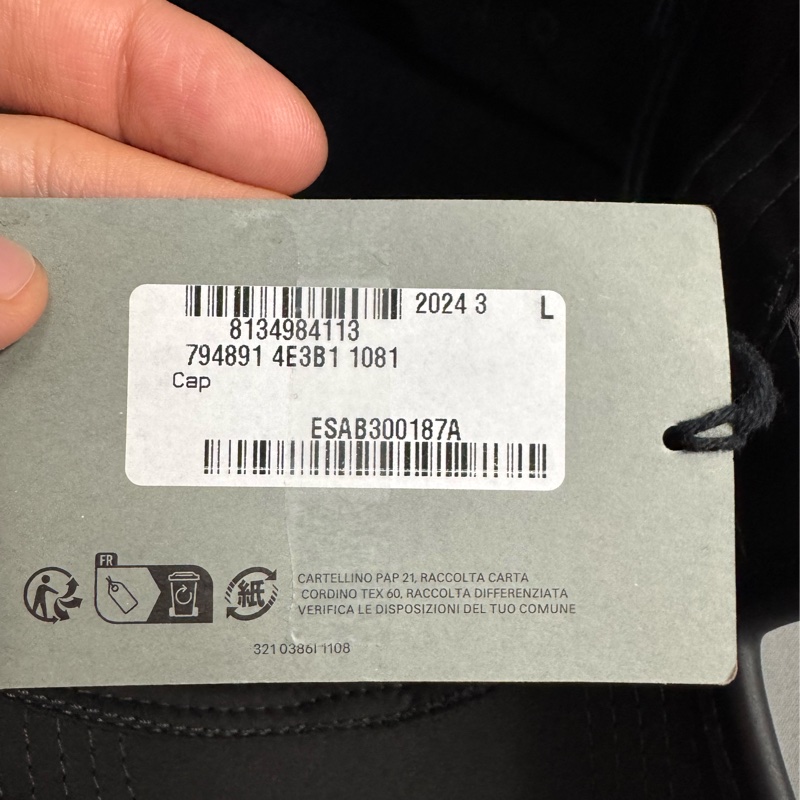 2024 3 L
8134984113
794891 4E3B1 1081
Cap
ESAB300187A
FR
紙
CARTELLINO PAP 21, RACCOLTA CARTA
CORDINO TEX 60, RACCOLTA DIFFERENZIATA
VERIFICA LE DISPOSIZIONI DEL TUO COMUNE
321 0386I 1108